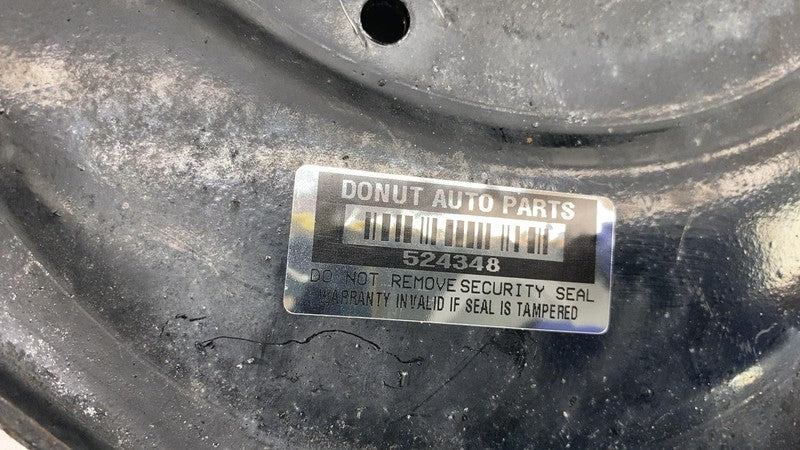 DONUT AUTO PARTS
524348
DO NOT REMOVE SECURITY SEAL
WARRANTY INVALID IF SEAL IS TAMPERED